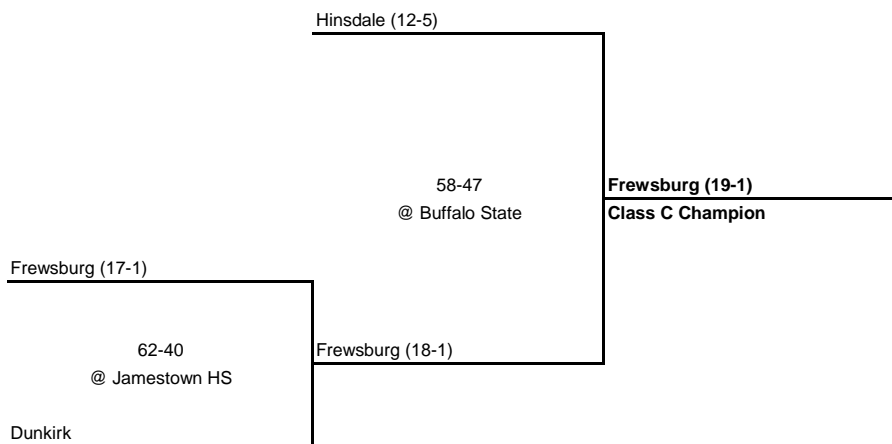 Hinsdale (12-5)
58-47
@ Buffalo State
Frewsburg (19-1)
Class C Champion
Frewsburg (17-1)
62-40
@ Jamestown HS
Frewsburg (18-1)
Dunkirk